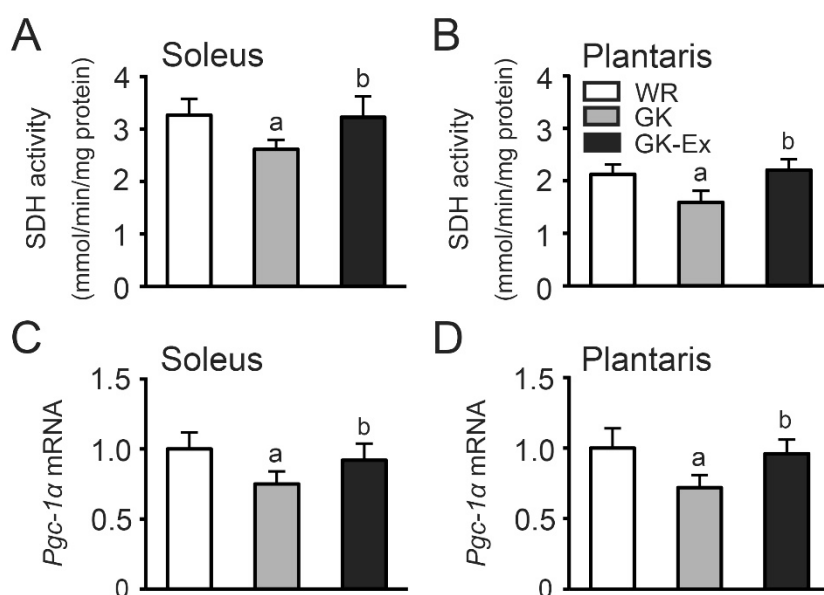 A
Soleus
SDH activity
(mmol/min/mg protein)
4
3
2
1
0
a
b
B
Plantaris
WR
GK
GK-Ex
SDH activity
(mmol/min/mg protein)
4
3
2
1
0
a
b
C
Soleus
Pgc-1α mRNA
1.5
1.0
0.5
0
a
b
D
Plantaris
Pgc-1α mRNA
1.5
1.0
0.5
0
a
b